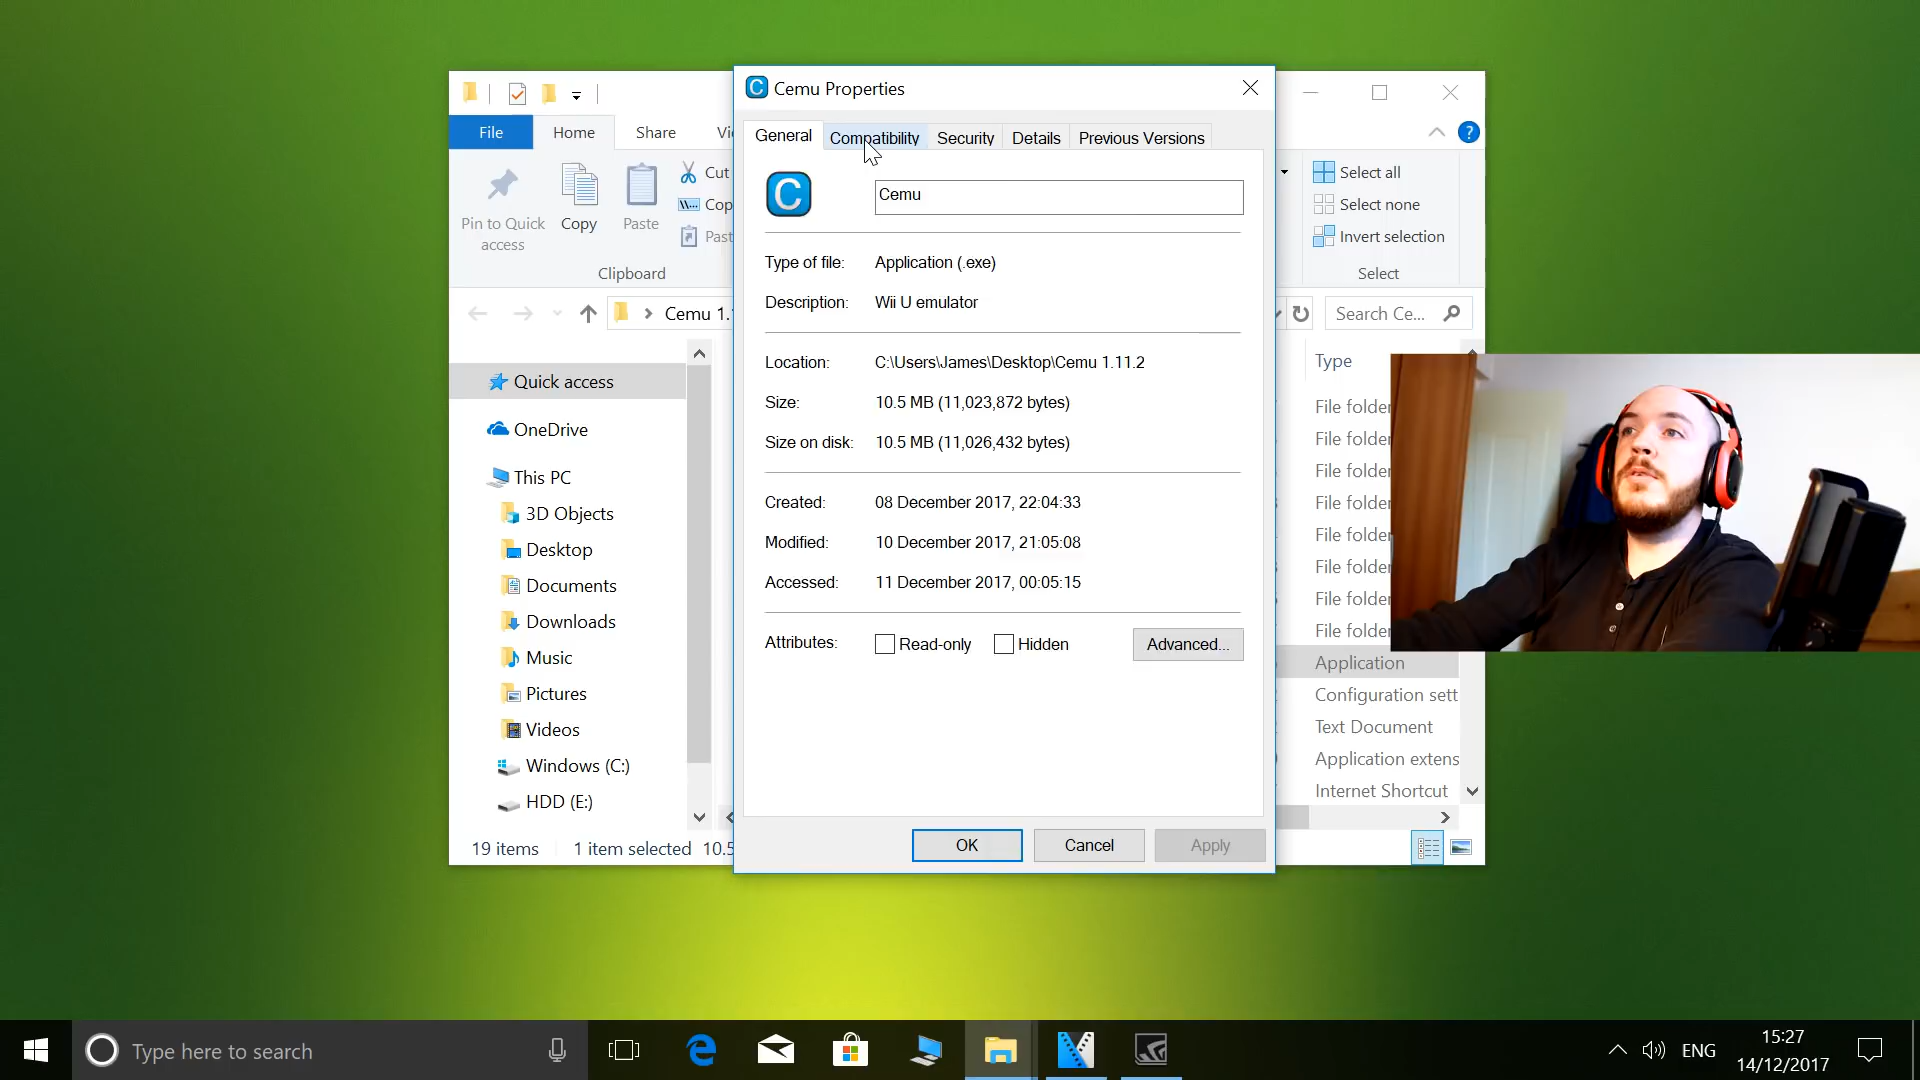 Cemu Properties
File
Home
Share
General
Compatibility
Security
Details
Previous Versions
Pin to Quick access
Copy
Paste
Cut
Clipboard
Select all
Select none
Invert selection
Select
C
Cemu
Type of file: Application (.exe)
Description: Wii U emulator
Location: C:\Users\James\Desktop\Cemu 1.11.2
Size: 10.5 MB (11,023,872 bytes)
Size on disk: 10.5 MB (11,026,432 bytes)
Created: 08 December 2017, 22:04:33
Modified: 10 December 2017, 21:05:08
Accessed: 11 December 2017, 00:05:15
Attributes: Read-only Hidden Advanced...
OK
Cancel
Apply
Cemu 1.
Search Ce...
Quick access
OneDrive
This PC
3D Objects
Desktop
Documents
Downloads
Music
Pictures
Videos
Windows (C:)
HDD (E:)
Type
File folder
File folder
File folder
File folder
File folder
File folder
File folder
File folder
Application
Configuration sett
Text Document
Application extens
Internet Shortcut
19 items 1 item selected 10.5
Type here to search
ENG
15:27
14/12/2017